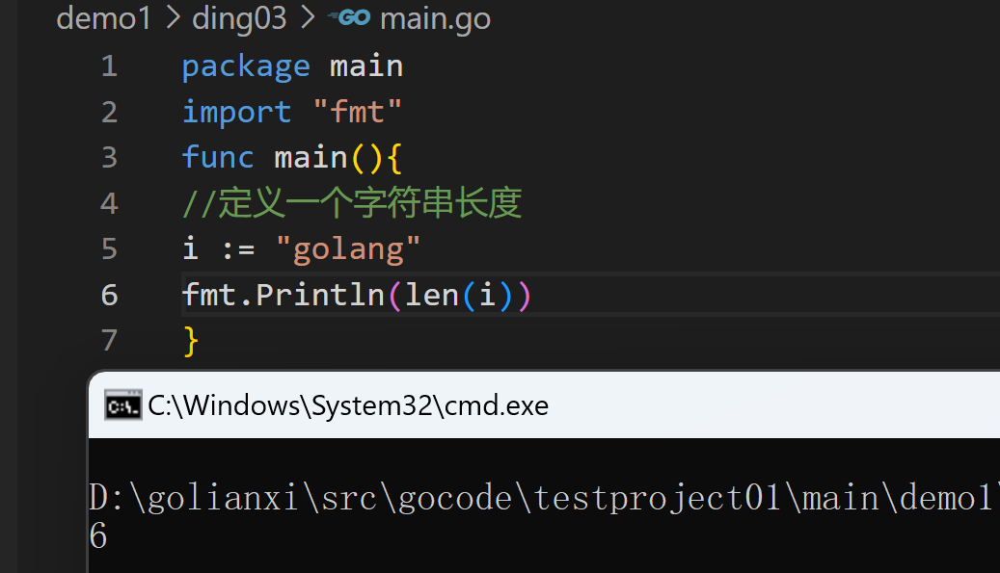 demo1 > ding03 > GO main.go
1 package main
2 import "fmt"
3 func main(){
4 //定义一个字符串长度
5 i := "golang"
6 fmt.Println(len(i))
7 }
C:\Windows\System32\cmd.exe
D:\golianxi\src\gocode\testproject01\main\demo1\
6